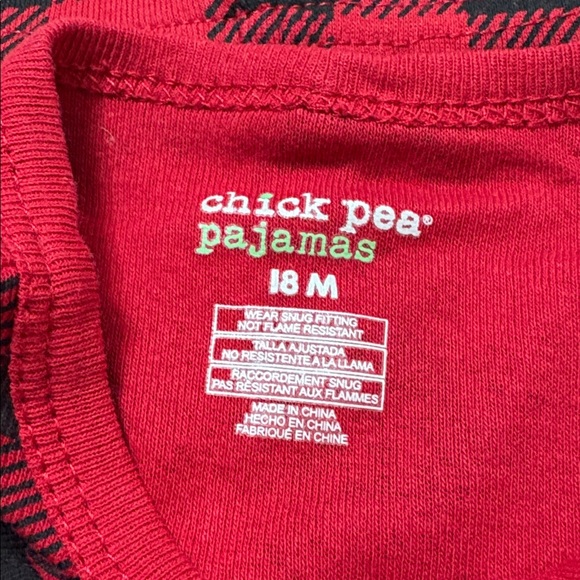 chick pea®
pajamas
18 M
WEAR SNUG FITTING
NOT FLAME RESISTANT
TALLA AJUSTADA
NO RESISTENTE A LA LLAMA
RACCORDEMENT SNUG
PAS RÉSISTANT AUX FLAMMES
MADE IN CHINA
HECHO EN CHINA
FABRIQUÉ EN CHINE